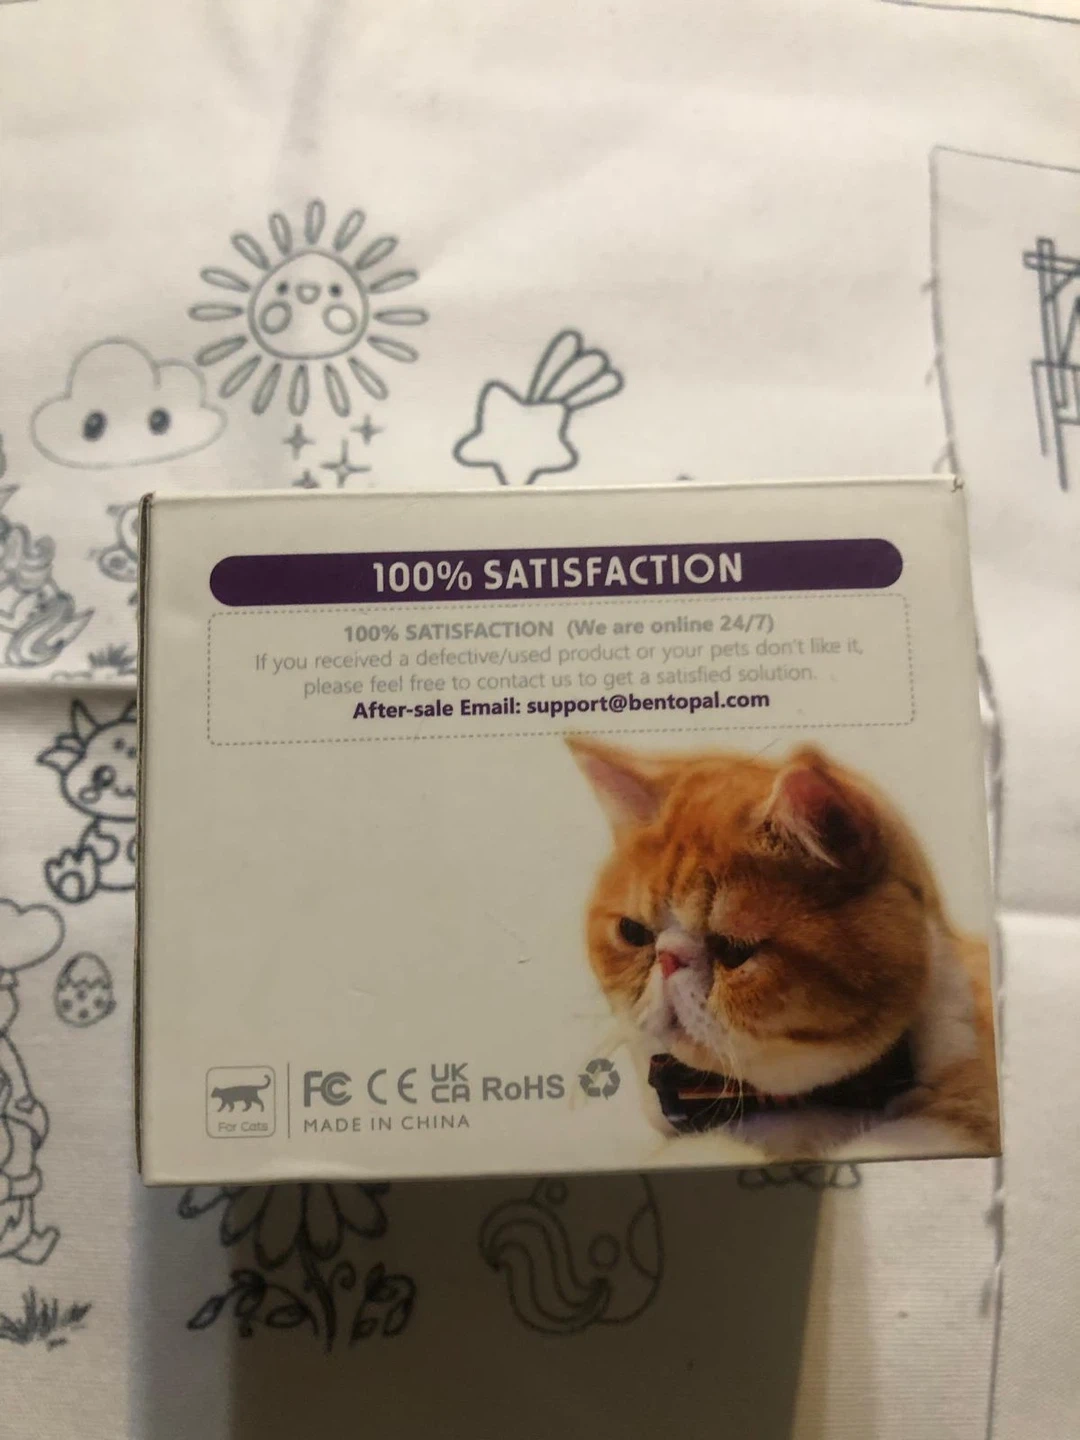 100% SATISFACTION
100% SATISFACTION (We are online 24/7)
If you received a defective/used product or your pets don't like it,
please feel free to contact us to get a satisfied solution.
After-sale Email: support@bentopal.com
For Cats
FC CE UK CA RoHS
MADE IN CHINA